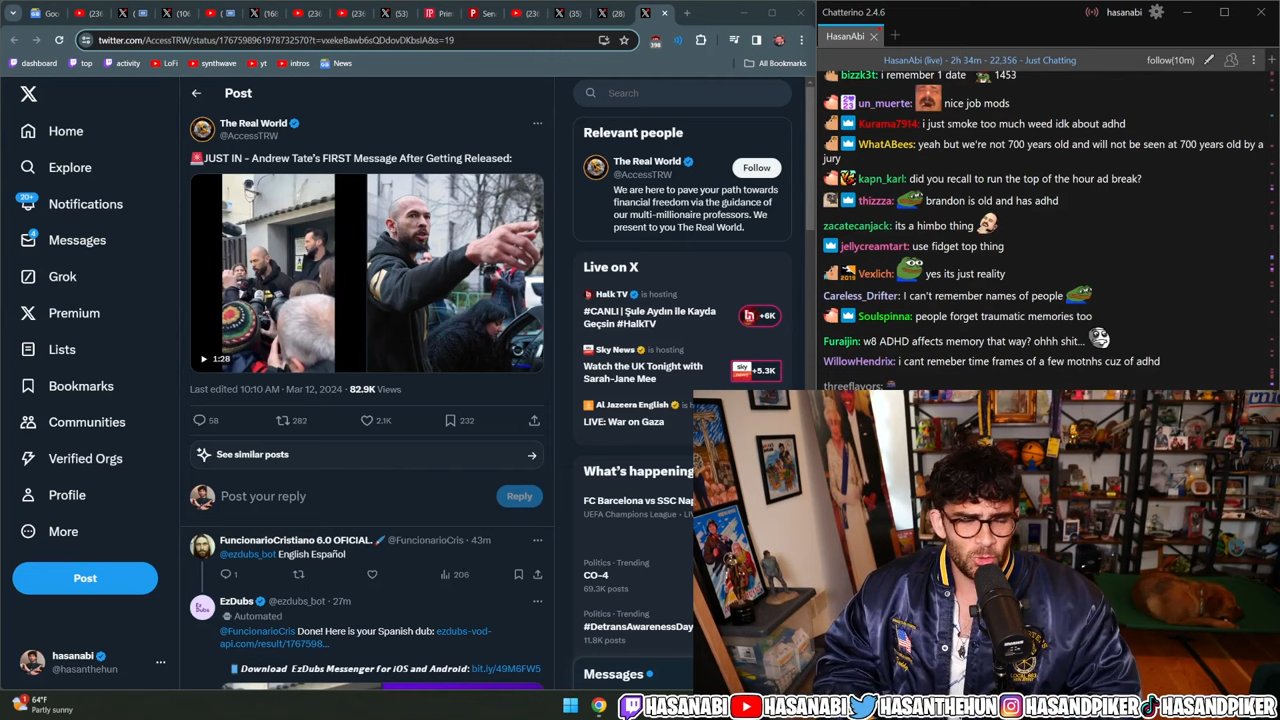 (53)
(35)
(28)
twitter.com/AccessTRW/status/1767598961978732570?t=vxekeBawb6sQDdovDKbslA&s=19
398
dashboard
top
activity
LoFi
synthwave
yt
intros
News
All Bookmarks
Home
Explore
20+
Notifications
4
Messages
Grok
Premium
Lists
Bookmarks
Communities
Verified Orgs
Profile
More
Post
hasanabi
@hasanthehun
Post
The Real World
@AccessTRW
JUST IN - Andrew Tate's FIRST Message After Getting Released:
1:28
Last edited 10:10 AM · Mar 12, 2024 · 82.9K Views
58
282
2.1K
232
See similar posts
Post your reply
Reply
FuncionarioCristiano 6.0 OFICIAL. @FuncionarioCris · 43m
@ezdubs_bot English Español
1
206
EzDubs @ezdubs_bot · 27m
Automated
@FuncionarioCris Done! Here is your Spanish dub: ezdubs-vod-
api.com/result/1767598...
Download EzDubs Messenger for iOS and Android: bit.ly/49M6FW5
Search
Relevant people
The Real World
@AccessTRW
Follow
We are here to pave your path towards
financial freedom via the guidance of
our multi-millionaire professors. We
present to you The Real World.
Live on X
Halk TV is hosting
#CANLI | Şule Aydın ile Kayda
Geçsin #HalkTV
+6K
Sky News is hosting
Watch the UK Tonight with
Sarah-Jane Mee
+5.3K
Al Jazeera English is
LIVE: War on Gaza
What's happening
FC Barcelona vs SSC Nap
UEFA Champions League · LIV
Politics · Trending
CO-4
69.3K posts
Politics · Trending
#DetransAwarenessDay
11.8K posts
Messages
Chatterino 2.4.6
hasanabi
HasanAbi
HasanAbi (live) - 2h 34m - 22,356 - Just Chatting
follow(10m)
bizzk3t: i remember 1 date 1453
un_muerte: nice job mods
Kurama7914: i just smoke too much weed idk about adhd
WhatABees: yeah but we're not 700 years old and will not be seen at 700 years old by a
jury
kapn_karl: did you recall to run the top of the hour ad break?
thizzza: brandon is old and has adhd
zacatecanjack: its a himbo thing
jellycreamtart: use fidget top thing
Vexlich: yes its just reality
Careless_Drifter: I can't remember names of people
Soulspinna: people forget traumatic memories too
Furaijin: w8 ADHD affects memory that way? ohhh shit...
WillowHendrix: i cant remeber time frames of a few motnhs cuz of adhd
threeflavors:
1
64°F
Partly sunny
HASANABI
HASANABI
HASANTHEHUN
HASANDPIKER
HASANDPIKER